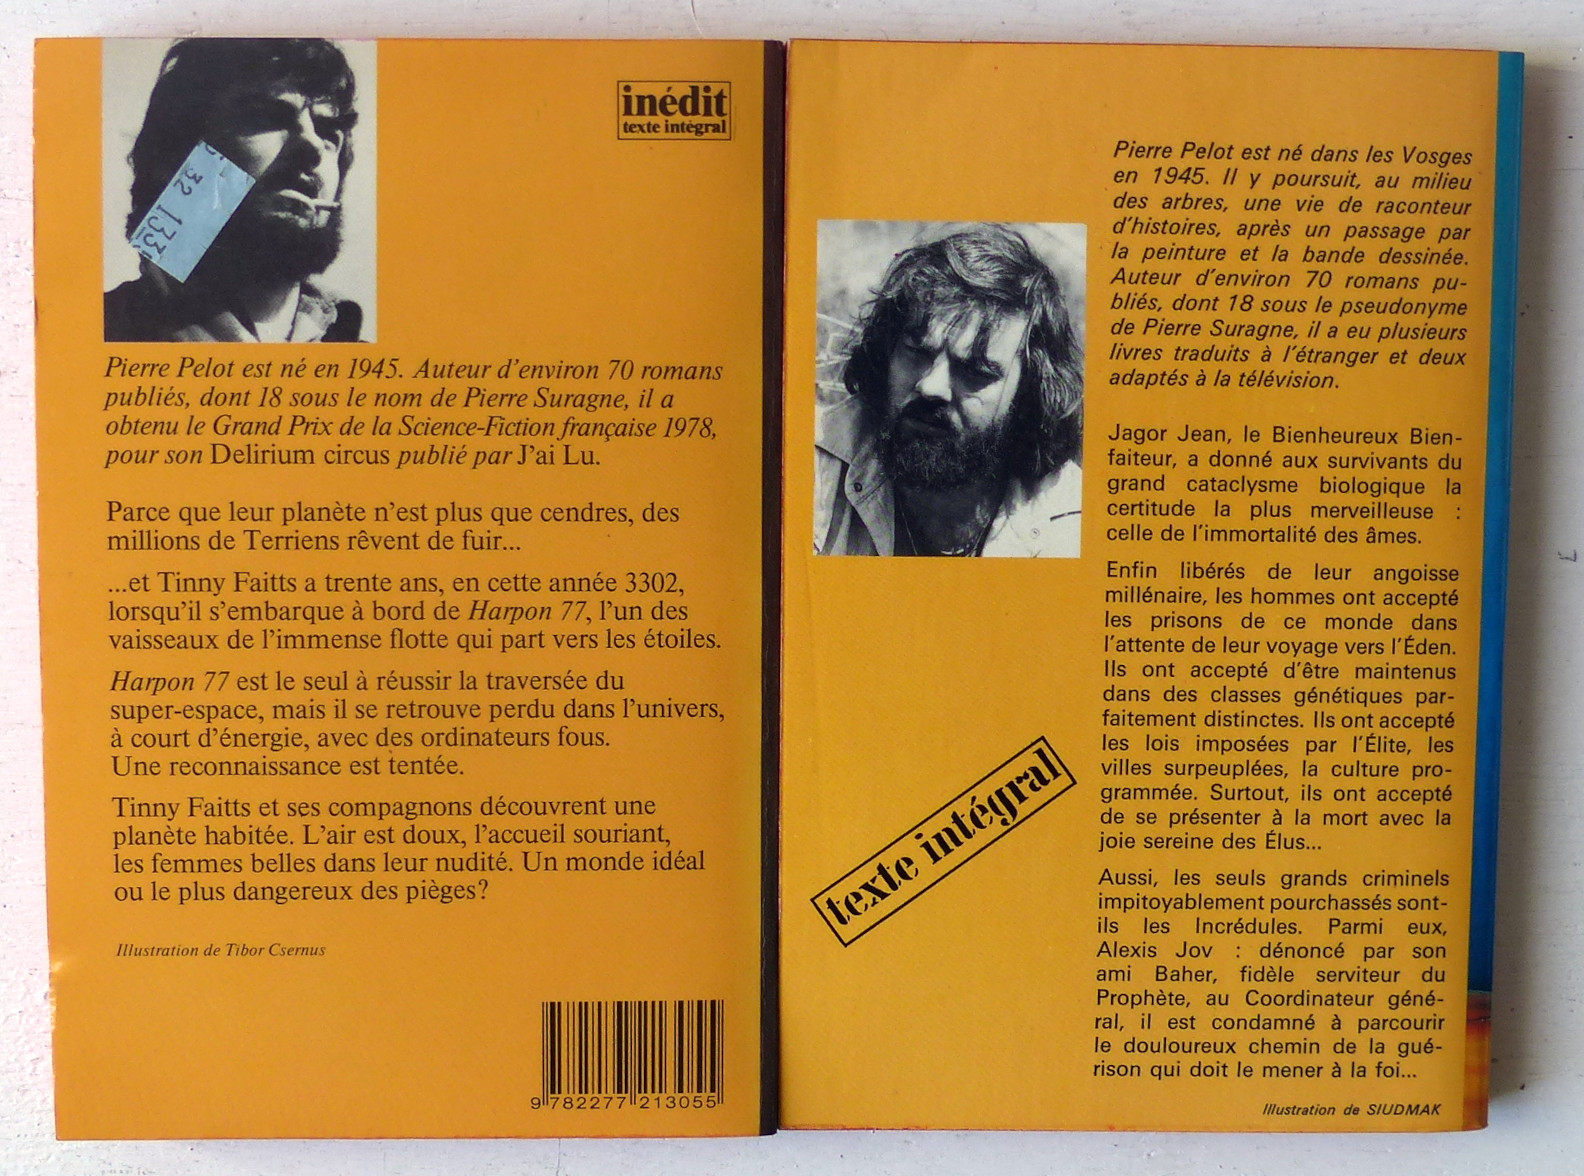 inédit
texte intégral
32 133
Pierre Pelot est né en 1945. Auteur d'environ 70 romans
publiés, dont 18 sous le nom de Pierre Suragne, il a
obtenu le Grand Prix de la Science-Fiction française 1978,
pour son Delirium circus publié par J'ai Lu.
Parce que leur planète n'est plus que cendres, des
millions de Terriens rêvent de fuir...
...et Tinny Faitts a trente ans, en cette année 3302,
lorsqu'il s'embarque à bord de Harpon 77, l'un des
vaisseaux de l'immense flotte qui part vers les étoiles.
Harpon 77 est le seul à réussir la traversée du
super-espace, mais il se retrouve perdu dans l'univers,
à court d'énergie, avec des ordinateurs fous.
Une reconnaissance est tentée.
Tinny Faitts et ses compagnons découvrent une
planète habitée. L'air est doux, l'accueil souriant,
les femmes belles dans leur nudité. Un monde idéal
ou le plus dangereux des pièges?
Illustration de Tibor Csernus
9 782277 213055
Pierre Pelot est né dans les Vosges
en 1945. Il y poursuit, au milieu
des arbres, une vie de raconteur
d'histoires, après un passage par
la peinture et la bande dessinée.
Auteur d'environ 70 romans pu-
bliés, dont 18 sous le pseudonyme
de Pierre Suragne, il a eu plusieurs
livres traduits à l'étranger et deux
adaptés à la télévision.
Jagor Jean, le Bienheureux Bien-
faiteur, a donné aux survivants du
grand cataclysme biologique la
certitude la plus merveilleuse :
celle de l'immortalité des âmes.
Enfin libérés de leur angoisse
millénaire, les hommes ont accepté
les prisons de ce monde dans
l'attente de leur voyage vers l'Éden.
Ils ont accepté d'être maintenus
dans des classes génétiques par-
faitement distinctes. Ils ont accepté
les lois imposées par l'Élite, les
villes surpeuplées, la culture pro-
grammée. Surtout, ils ont accepté
de se présenter à la mort avec la
joie sereine des Élus...
Aussi, les seuls grands criminels
impitoyablement pourchassés sont-
ils les Incrédules. Parmi eux,
Alexis Jov : dénoncé par son
ami Baher, fidèle serviteur du
Prophète, au Coordinateur géné-
ral, il est condamné à parcourir
le douloureux chemin de la gué-
rison qui doit le mener à la foi...
texte intégral
Illustration de SIUDMAK